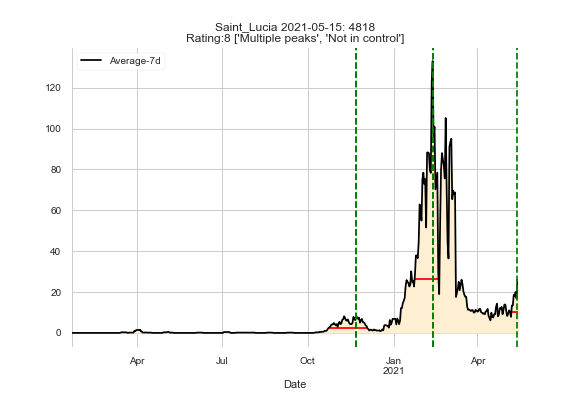 Saint_Lucia 2021-05-15: 4818
Rating:8 ['Multiple peaks', 'Not in control']
Average-7d
120
100
80
60
40
20
0
Apr
Jul
Oct
Jan
2021
Apr
Date